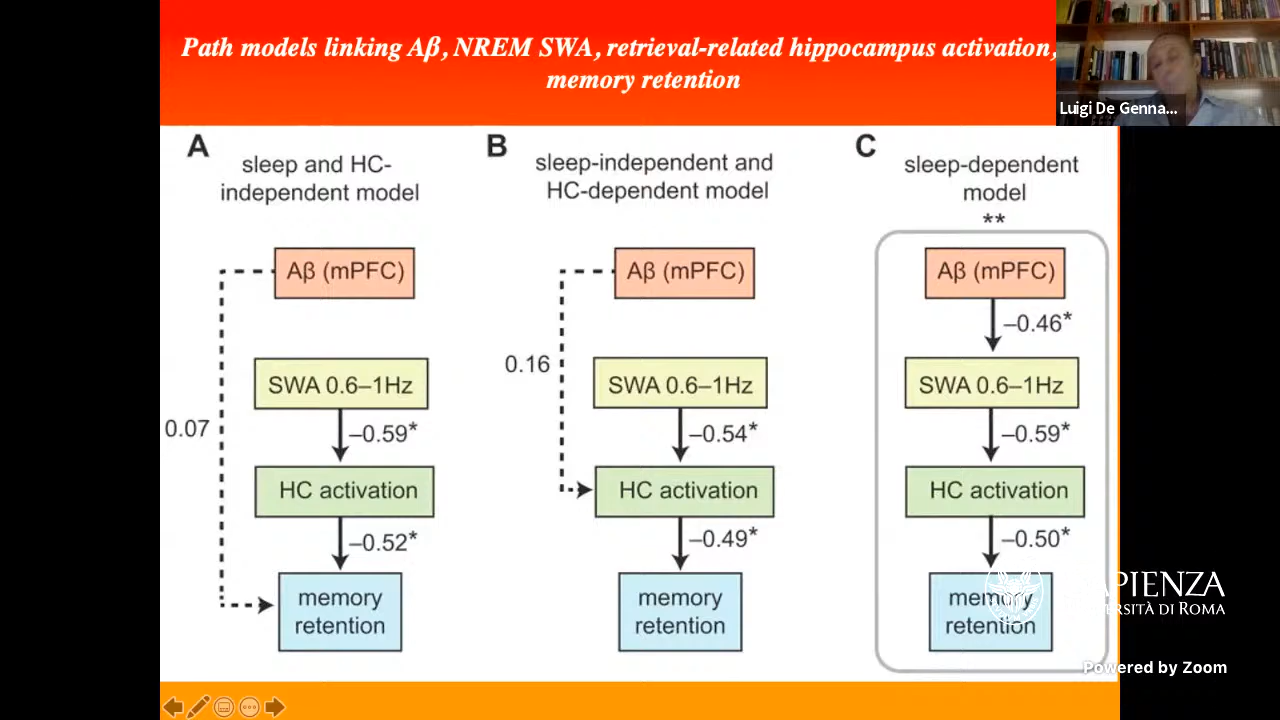 Path models linking Aβ, NREM SWA, retrieval-related hippocampus activation,
memory retention
Luigi De Genna...
A
sleep and HC-
independent model
Aβ (mPFC)
SWA 0.6–1Hz
0.07
–0.59*
HC activation
–0.52*
memory
retention
B
sleep-independent and
HC-dependent model
Aβ (mPFC)
0.16
SWA 0.6–1Hz
–0.54*
HC activation
–0.49*
memory
retention
C
sleep-dependent
model
**
Aβ (mPFC)
–0.46*
SWA 0.6–1Hz
–0.59*
HC activation
–0.50*
memory
retention
SAPIENZA
UNIVERSITÀ DI ROMA
Powered by Zoom